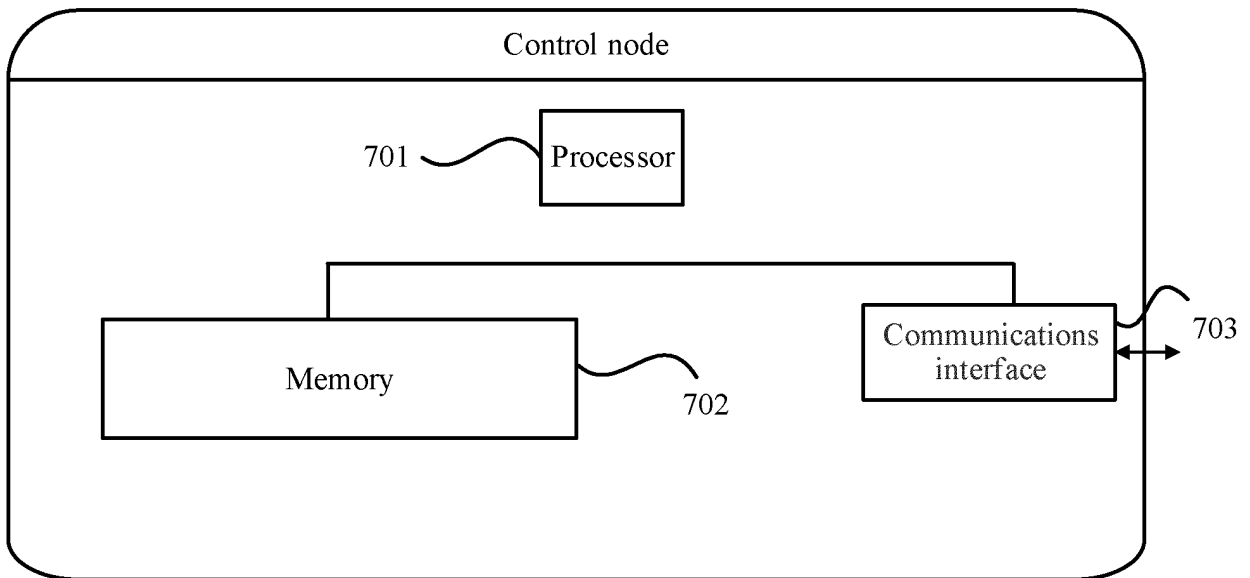 Control node
701
Processor
Communications
interface
703
Memory
702